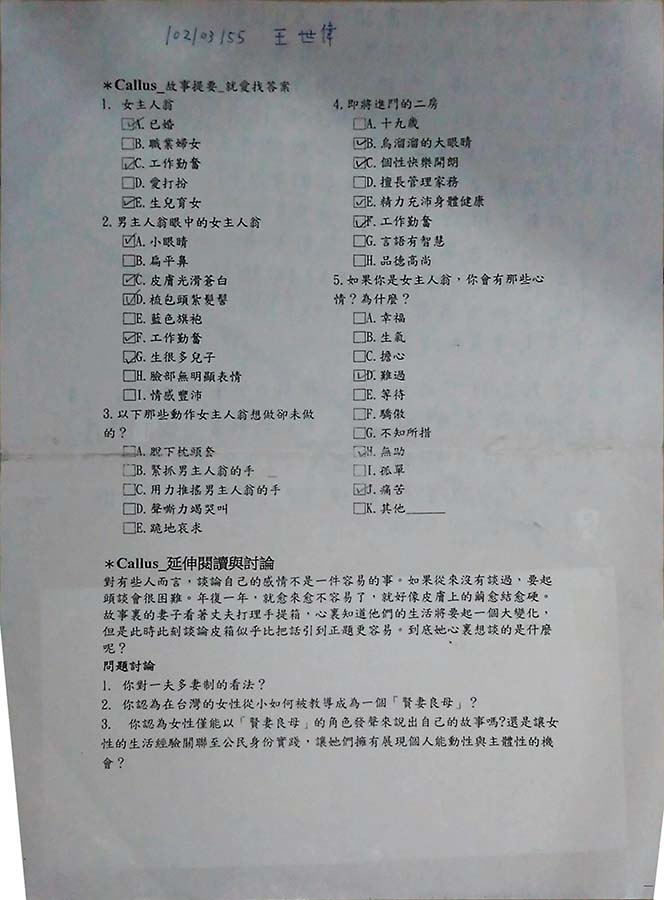 102103155 王世偉
＊Callus_故事提要_就愛找答案
1. 女主人翁
☑A. 已婚
☐B. 職業婦女
☑C. 工作勤奮
☐D. 愛打扮
☑E. 生兒育女
2. 男主人翁眼中的女主人翁
☑A. 小眼睛
☐B. 扁平鼻
☑C. 皮膚光滑蒼白
☑D. 梳包頭紮髮髻
☐E. 藍色旗袍
☑F. 工作勤奮
☑G. 生很多兒子
☐H. 臉部無明顯表情
☐I. 情感豐沛
3. 以下那些動作女主人翁想做卻未做
的？
☐A. 脫下枕頭套
☐B. 緊抓男主人翁的手
☐C. 用力推搖男主人翁的手
☐D. 聲嘶力竭哭叫
☐E. 跪地哀求
4. 即將進門的二房
☐A. 十九歲
☑B. 烏溜溜的大眼睛
☑C. 個性快樂開朗
☐D. 擅長管理家務
☑E. 精力充沛身體健康
☑F. 工作勤奮
☐G. 言語有智慧
☐H. 品德高尚
5. 如果你是女主人翁，你會有那些心
情？為什麼？
☐A. 幸福
☐B. 生氣
☐C. 擔心
☑D. 難過
☐E. 等待
☐F. 驕傲
☐G. 不知所措
☑H. 無助
☐I. 孤單
☑J. 痛苦
☐K. 其他______
＊Callus_延伸閱讀與討論
對有些人而言，談論自己的感情不是一件容易的事。如果從來沒有談過，要起
頭談會很困難。年復一年，就愈來愈不容易了，就好像皮膚上的繭愈結愈硬。
故事裏的妻子看著丈夫打理手提箱，心裏知道他們的生活將要起一個大變化，
但是此時此刻談論皮箱似乎比把話引到正題更容易。到底她心裏想談的是什麼
呢？
問題討論
1. 你對一夫多妻制的看法？
2. 你認為在台灣的女性從小如何被教導成為一個「賢妻良母」？
3. 你認為女性僅能以「賢妻良母」的角色發聲來說出自己的故事嗎?還是讓女
性的生活經驗關聯至公民身份實踐，讓她們擁有展現個人能動性與主體性的機
會？